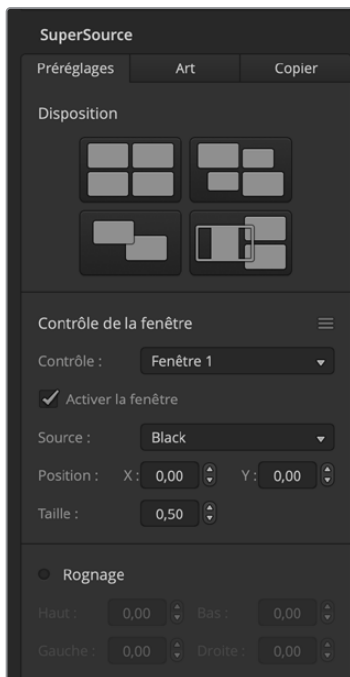 SuperSource
Préréglages Art Copier
Disposition
Contrôle de la fenêtre
Contrôle : Fenêtre 1
Activer la fenêtre
Source : Black
Position : X : 0,00 Y : 0,00
Taille : 0,50
Rognage
Haut : 0,00 Bas : 0,00
Gauche : 0,00 Droite : 0,00